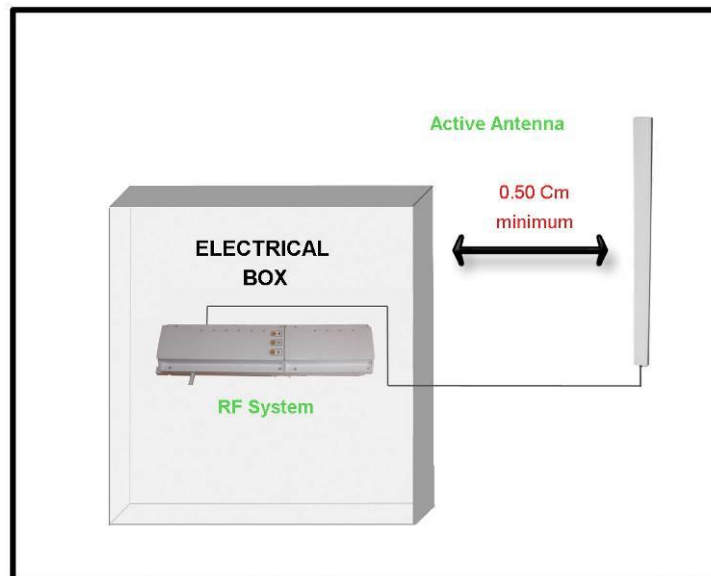 Active Antenna
0.50 Cm
minimum
ELECTRICAL
BOX
RF System